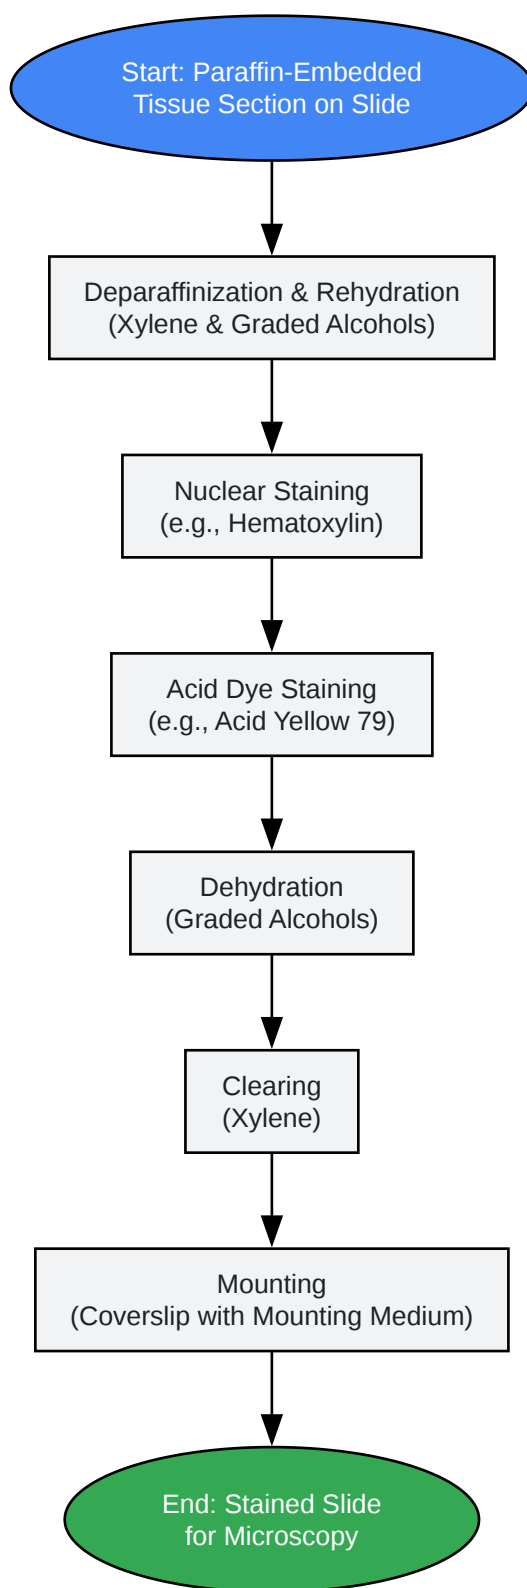 Start: Paraffin-Embedded
Tissue Section on Slide
Deparaffinization & Rehydration
(Xylene & Graded Alcohols)
Nuclear Staining
(e.g., Hematoxylin)
Acid Dye Staining
(e.g., Acid Yellow 79)
Dehydration
(Graded Alcohols)
Clearing
(Xylene)
Mounting
(Coverslip with Mounting Medium)
End: Stained Slide
for Microscopy